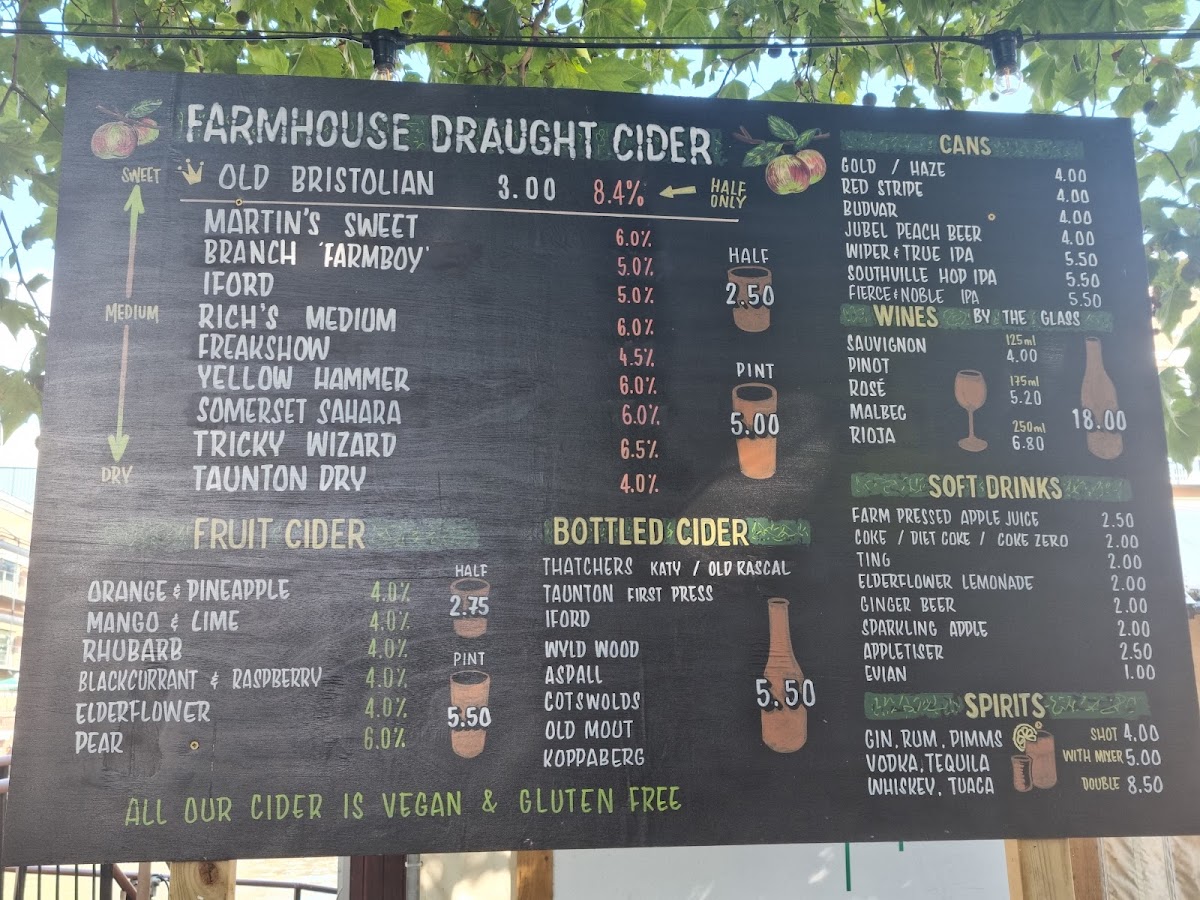 FARMHOUSE DRAUGHT CIDER
SWEET
MEDIUM
DRY
OLD BRISTOLIAN 3.00 8.4% HALF ONLY
MARTIN'S SWEET 6.0%
BRANCH 'FARMBOY' 5.0%
IFORD 5.0%
RICH'S MEDIUM 6.0%
FREAKSHOW 4.5%
YELLOW HAMMER 6.0%
SOMERSET SAHARA 6.0%
TRICKY WIZARD 6.5%
TAUNTON DRY 4.0%
HALF
2.50
PINT
5.00
FRUIT CIDER
ORANGE & PINEAPPLE 4.0%
MANGO & LIME 4.0%
RHUBARB 4.0%
BLACKCURRANT & RASPBERRY 4.0%
ELDERFLOWER 4.0%
PEAR 6.0%
HALF
2.75
PINT
5.50
BOTTLED CIDER
THATCHERS KATY / OLD RASCAL
TAUNTON FIRST PRESS
IFORD
WYLD WOOD
ASPALL
COTSWOLDS
OLD MOUT
KOPPABERG
5.50
ALL OUR CIDER IS VEGAN & GLUTEN FREE
CANS
GOLD / HAZE 4.00
RED STRIPE 4.00
BUDVAR 4.00
JUBEL PEACH BEER 4.00
WIPER & TRUE IPA 5.50
SOUTHVILLE HOP IPA 5.50
FIERCE & NOBLE IPA 5.50
WINES BY THE GLASS
SAUVIGNON
PINOT
ROSÉ
MALBEC
RIOJA
125ml
4.00
175ml
5.20
250ml
6.80
18.00
SOFT DRINKS
FARM PRESSED APPLE JUICE 2.50
COKE / DIET COKE / COKE ZERO 2.00
TING 2.00
ELDERFLOWER LEMONADE 2.00
GINGER BEER 2.00
SPARKLING APPLE 2.00
APPLETISER 2.50
EVIAN 1.00
SPIRITS
GIN, RUM, PIMMS
VODKA, TEQUILA
WHISKEY, TUACA
SHOT 4.00
WITH MIXER 5.00
DOUBLE 8.50